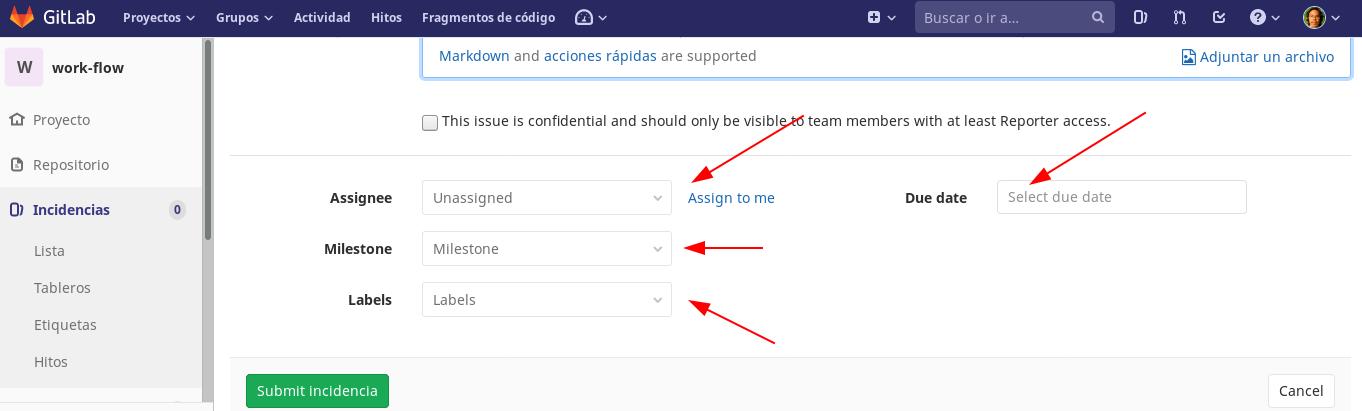 GitLab Proyectos Grupos Actividad Hitos Fragmentos de código Buscar o ir a...
W work-flow
Proyecto
Repositorio
Incidencias 0
Lista
Tableros
Etiquetas
Hitos
Markdown and acciones rápidas are supported Adjuntar un archivo
This issue is confidential and should only be visible to team members with at least Reporter access.
Assignee Unassigned Assign to me Due date Select due date
Milestone Milestone
Labels Labels
Submit incidencia Cancel